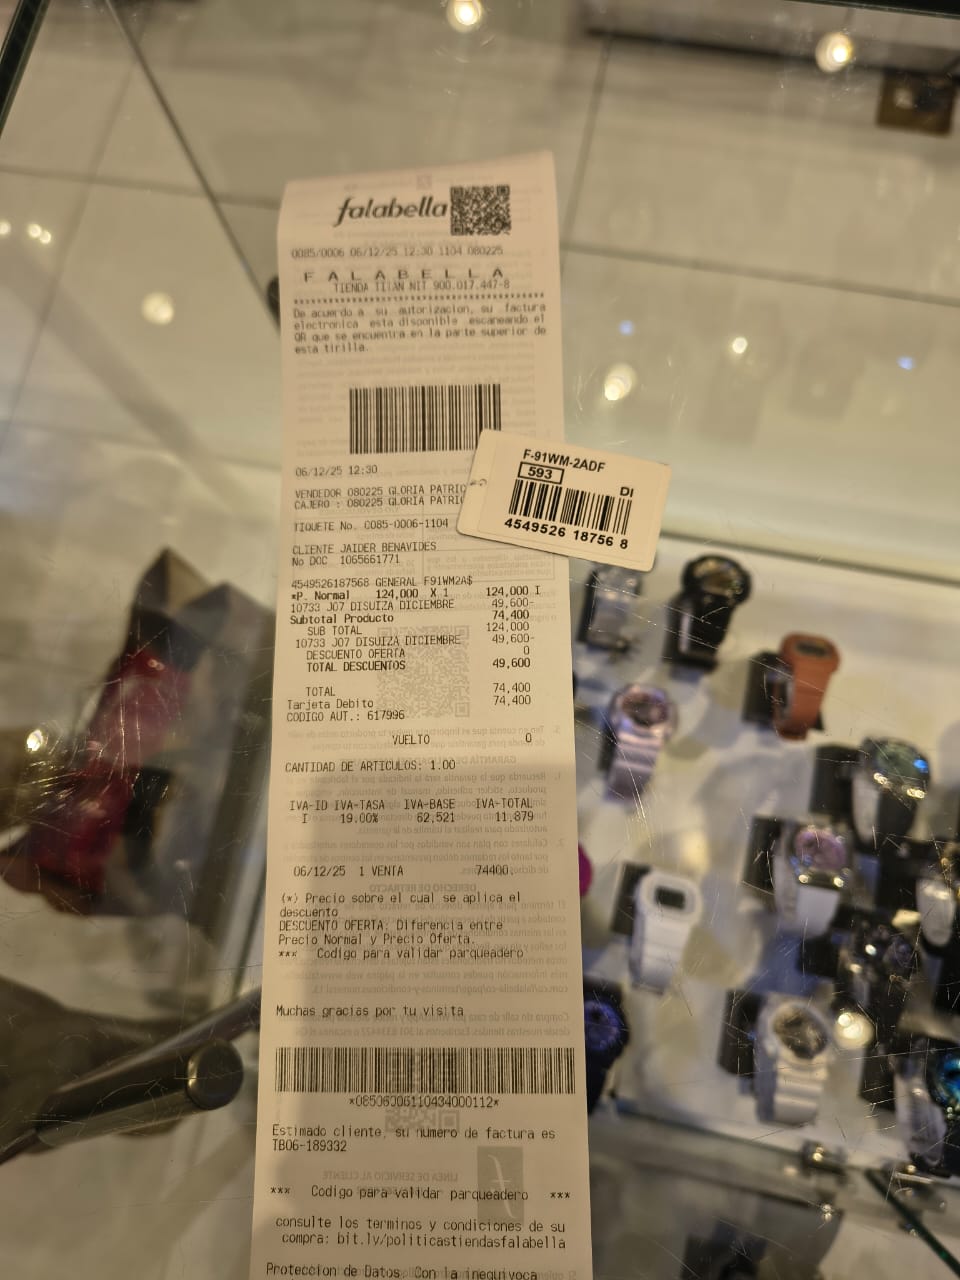 falabella
0085/0006 06/12/25 12:30 1104 080225
F A L A B E L L A
TIENDA TITAN NIT 900.017.447-8
De acuerdo a su autorizacion, su factura
electronica esta disponible escaneando el
QR que se encuentra en la parte superior de
esta tirilla.
06/12/25 12:30
VENDEDOR 080225 GLORIA PATRIC
CAJERO : 080225 GLORIA PATRIC
TIQUETE No. 0085-0006-1104
CLIENTE JAIDER BENAVIDES
No DOC 1065661771
4549526187568 GENERAL F91WM2A$
*P. Normal 124,000 X 1 124,000 I
10733 J07 DISUIZA DICIEMBRE 49,600-
Subtotal Producto 74,400
SUB TOTAL 124,000
10733 J07 DISUIZA DICIEMBRE 49,600-
DESCUENTO OFERTA 0
TOTAL DESCUENTOS 49,600
TOTAL 74,400
Tarjeta Debito 74,400
CODIGO AUT.: 617996
VUELTO 0
CANTIDAD DE ARTICULOS: 1.00
IVA-ID IVA-TASA IVA-BASE IVA-TOTAL
I 19.00% 62,521 11,879
06/12/25 1 VENTA 74400.
(*) Precio sobre el cual se aplica el
descuento
DESCUENTO OFERTA: Diferencia entre
Precio Normal y Precio Oferta.
*** Codigo para validar parqueadero
Muchas gracias por tu visita
*08506006110434000112*
Estimado cliente, su numero de factura es
TB06-189332
*** Codigo para validar parqueadero ***
consulte los terminos y condiciones de su
compra: bit.ly/politicastiendasfalabella
Proteccion de Datos. Con la inequivoca
F-91WM-2ADF
593
DI
4549526 18756 8